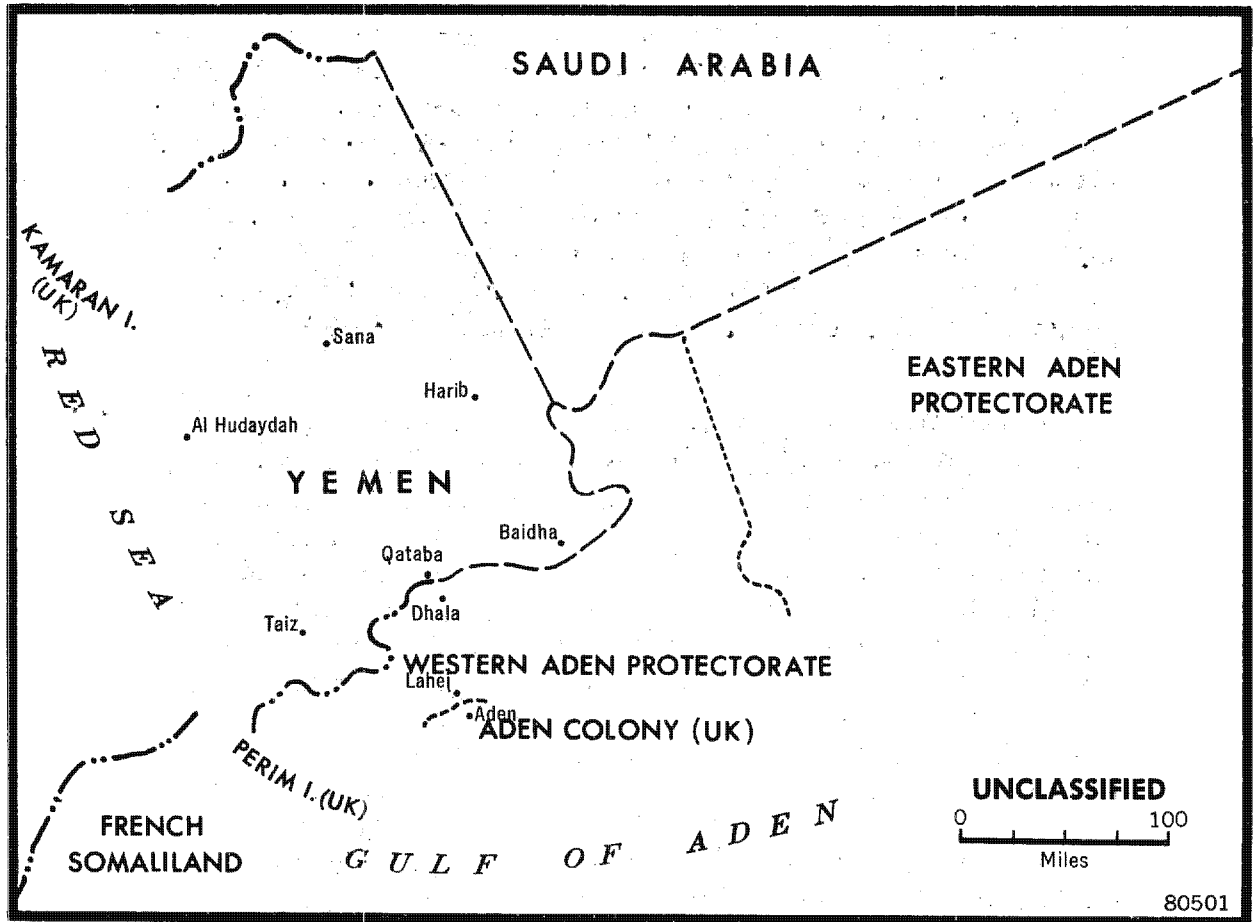 SAUDI ARABIA
KAMARAN I.
(UK)
RED SEA
Sana
Harib
Al Hudaydah
YEMEN
EASTERN ADEN
PROTECTORATE
Baidha
Qataba
Dhala
Taiz
WESTERN ADEN PROTECTORATE
Lahej
Aden
ADEN COLONY (UK)
PERIM I. (UK)
FRENCH
SOMALILAND
GULF OF ADEN
UNCLASSIFIED
0 100
Miles
80501